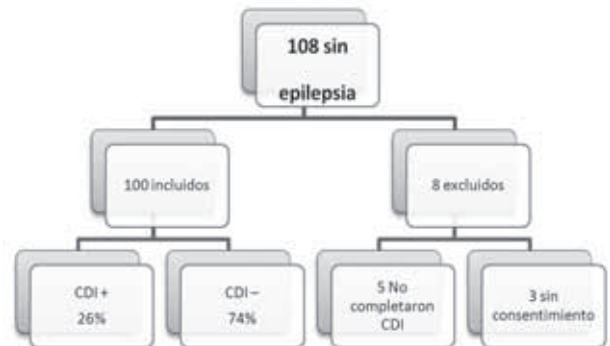 108 sin
epilepsia
100 incluidos
8 excluidos
CDI +
26%
CDI –
74%
5 No
completaron
CDI
3 sin
consentimiento